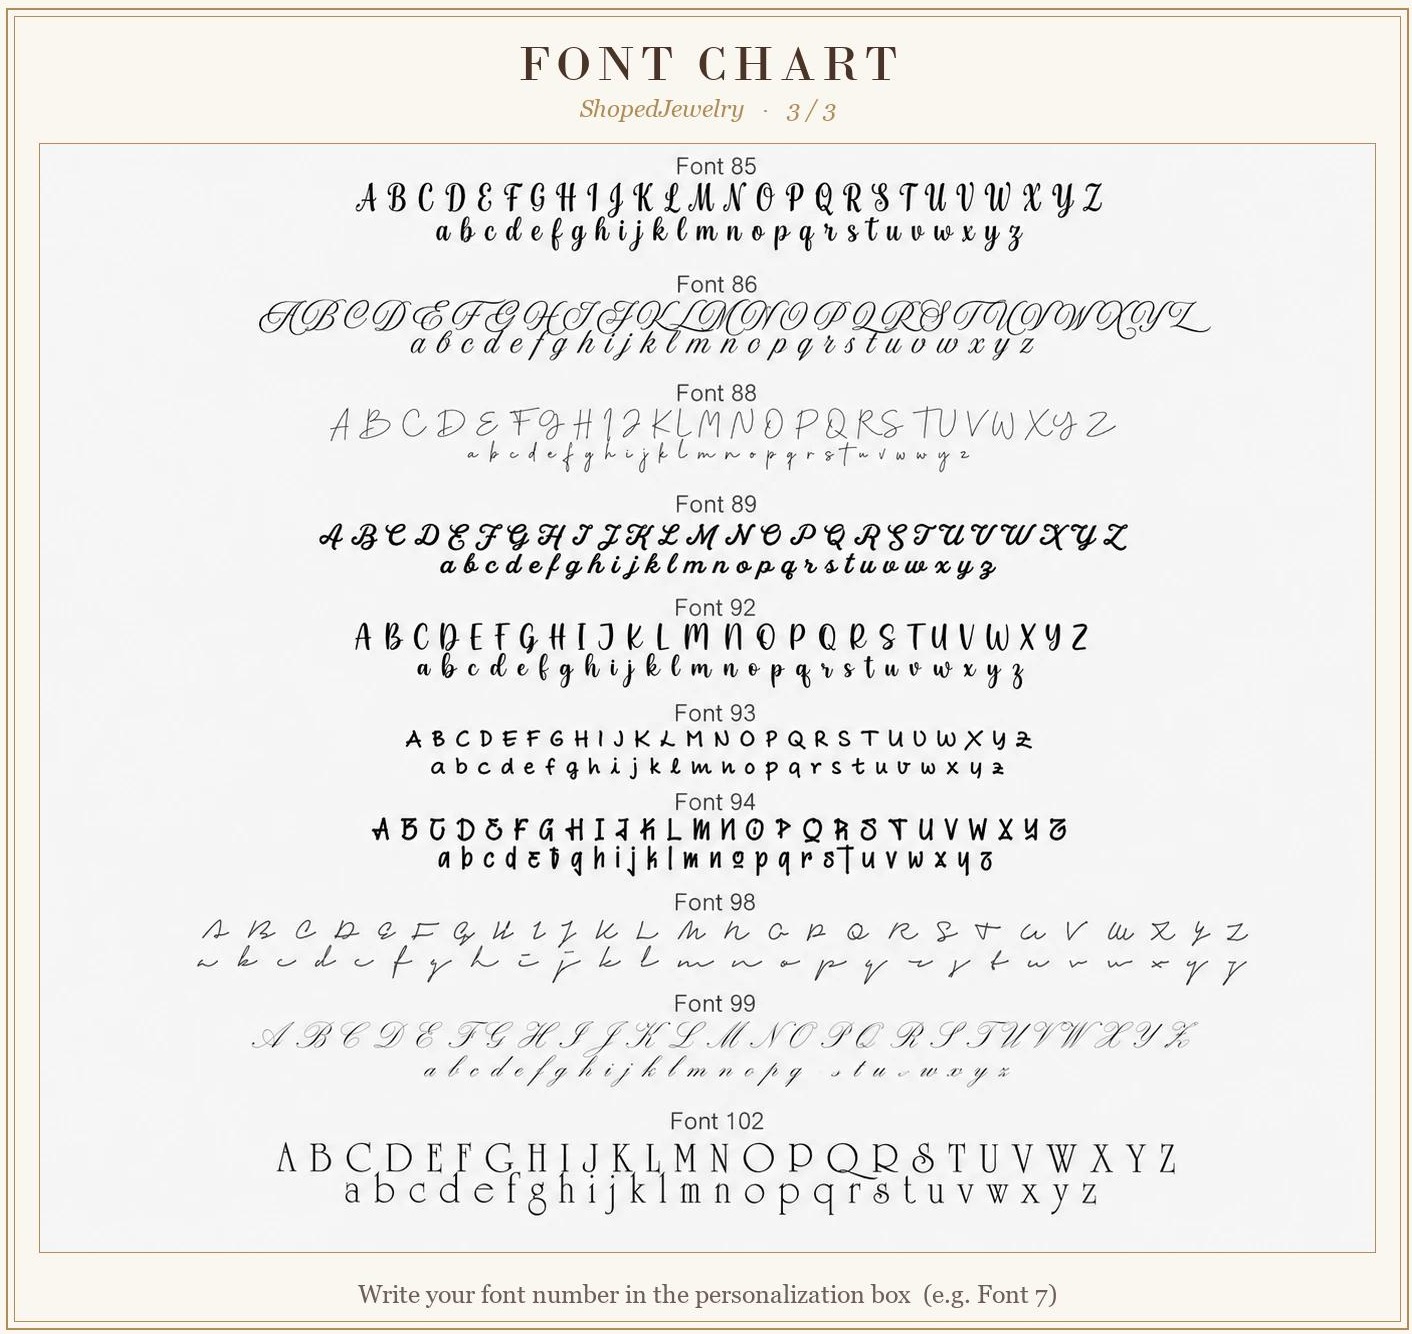 FONT CHART
ShopedJewelry · 3 / 3
Font 85
A B C D E F G H I J K L M N O P Q R S T U V W X Y Z
a b c d e f g h i j k l m n o p q r s t u v w x y z
Font 86
A B C D E F G H I J K L M N O P Q R S T U V W X Y Z
a b c d e f g h i j k l m n o p q r s t u v w x y z
Font 88
A B C D E F G H I J K L M N O P Q R S T U V W X Y Z
a b c d e f g h i j k l m n o p q r s t u v w w y z
Font 89
A B C D E F G H I J K L M N O P Q R S T U V W X Y Z
a b c d e f g h i j k l m n o p q r s t u v w x y z
Font 92
A B C D E F G H I J K L M N O P Q R S T U V W X Y Z
a b c d e f g h i j k l m n o p q r s t u v w x y z
Font 93
A B C D E F G H I J K L M N O P Q R S T U V W X Y Z
a b c d e f g h i j k l m n o p q r s t u v w x y z
Font 94
A B C D E F G H I J K L M N O P Q R S T U V W X Y Z
a b c d e f g h i j k l m n o p q r s t u v w x y z
Font 98
A B C D E F G H I J K L M N O P Q R S T U V W X Y Z
a b c d e f g h i j k l m n o p q r s t u v w x y z
Font 99
A B C D E F G H I J K L M N O P Q R S T U V W X Y Z
a b c d e f g h i j k l m n o p q s t u w x y z
Font 102
A B C D E F G H I J K L M N O P Q R S T U V W X Y Z
a b c d e f g h i j k l m n o p q r s t u v w x y z
Write your font number in the personalization box (e.g. Font 7)